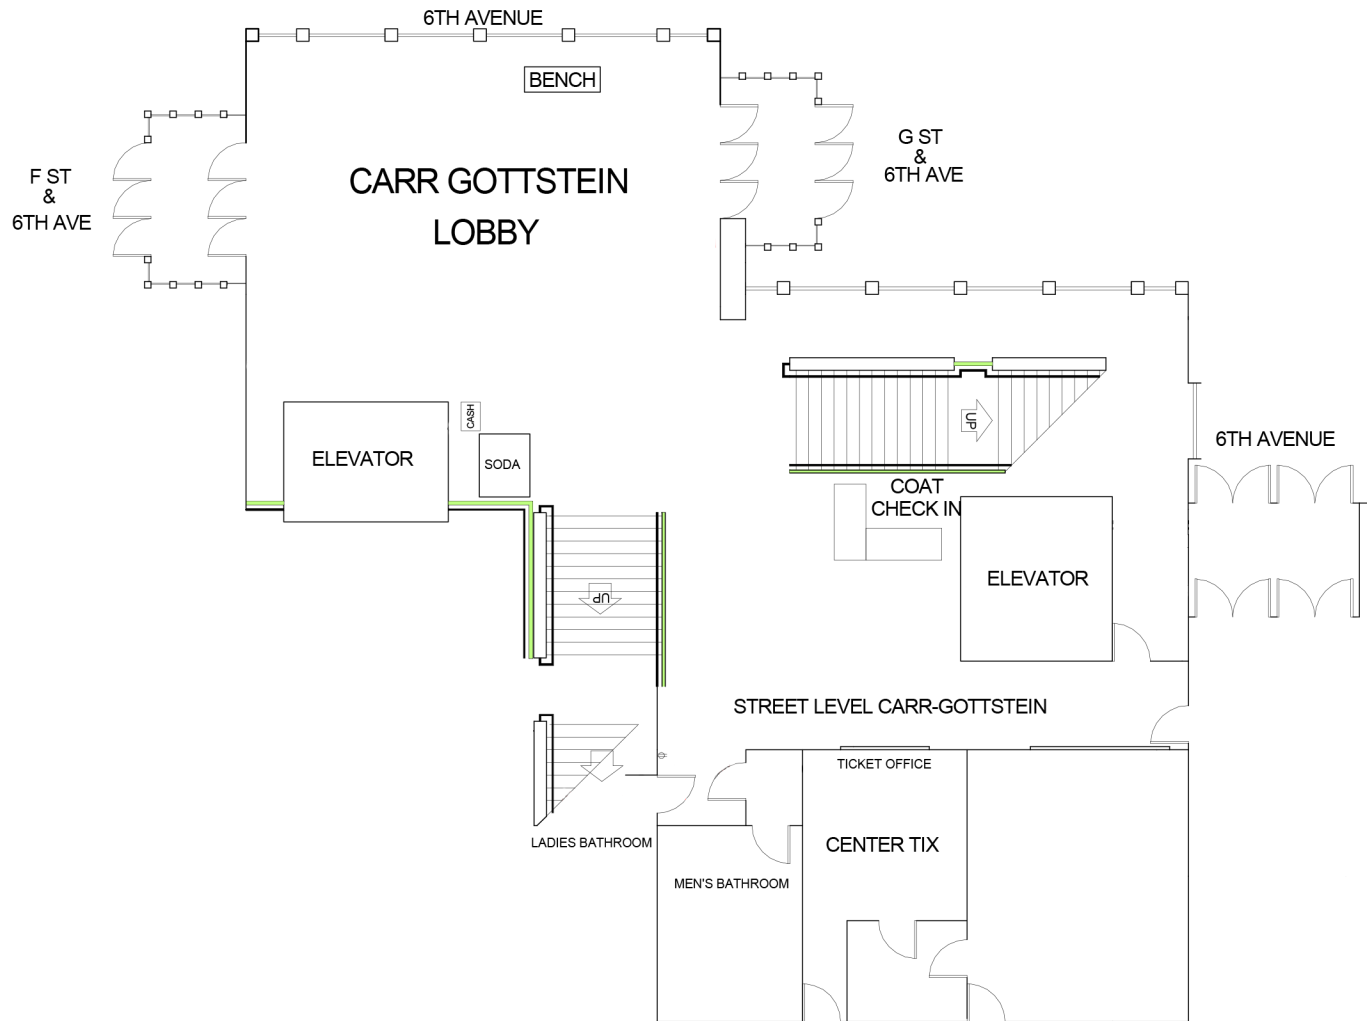 6TH AVENUE
BENCH
G ST
&
6TH AVE
F ST
&
6TH AVE
CARR GOTTSTEIN
LOBBY
CASH
ELEVATOR
SODA
UP
6TH AVENUE
COAT
CHECK IN
ELEVATOR
UP
STREET LEVEL CARR-GOTTSTEIN
TICKET OFFICE
LADIES BATHROOM
CENTER TIX
MEN'S BATHROOM